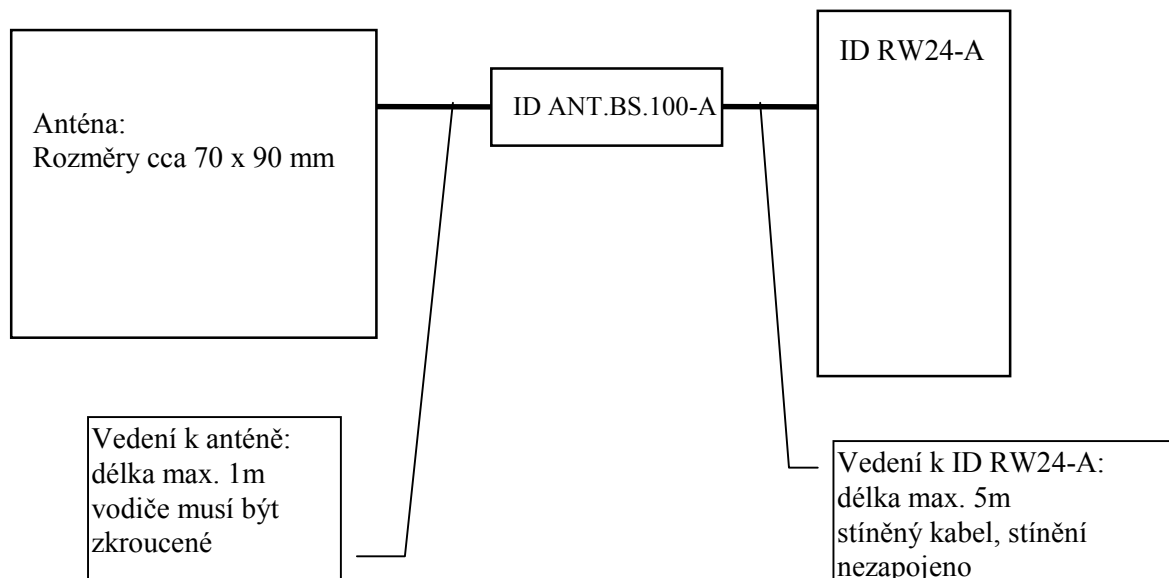 Anténa:
Rozměry cca 70 x 90 mm
ID ANT.BS.100-A
ID RW24-A
Vedení k anténě:
délka max. 1m
vodiče musí být
zkroucené
Vedení k ID RW24-A:
délka max. 5m
stíněný kabel, stínění
nezapojeno